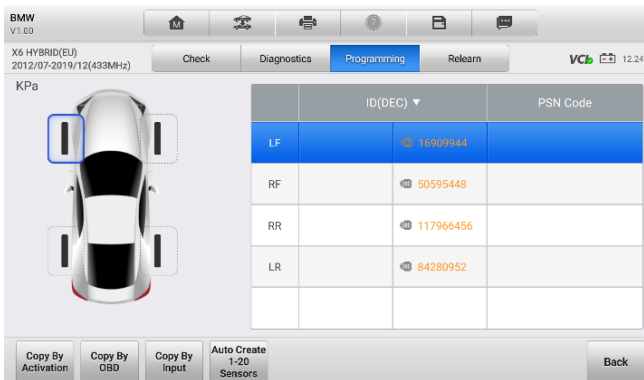 BMW
V1.00
X6 HYBRID(EU)
2012/07-2019/12(433MHz)
Check
Diagnostics
Programming
Relearn
VCI
12.24
KPa
ID(DEC) ▼
PSN Code
LF
16909944
RF
50595448
RR
117966456
LR
84280952
Copy By
Activation
Copy By
OBD
Copy By
Input
Auto Create
1-20
Sensors
Back